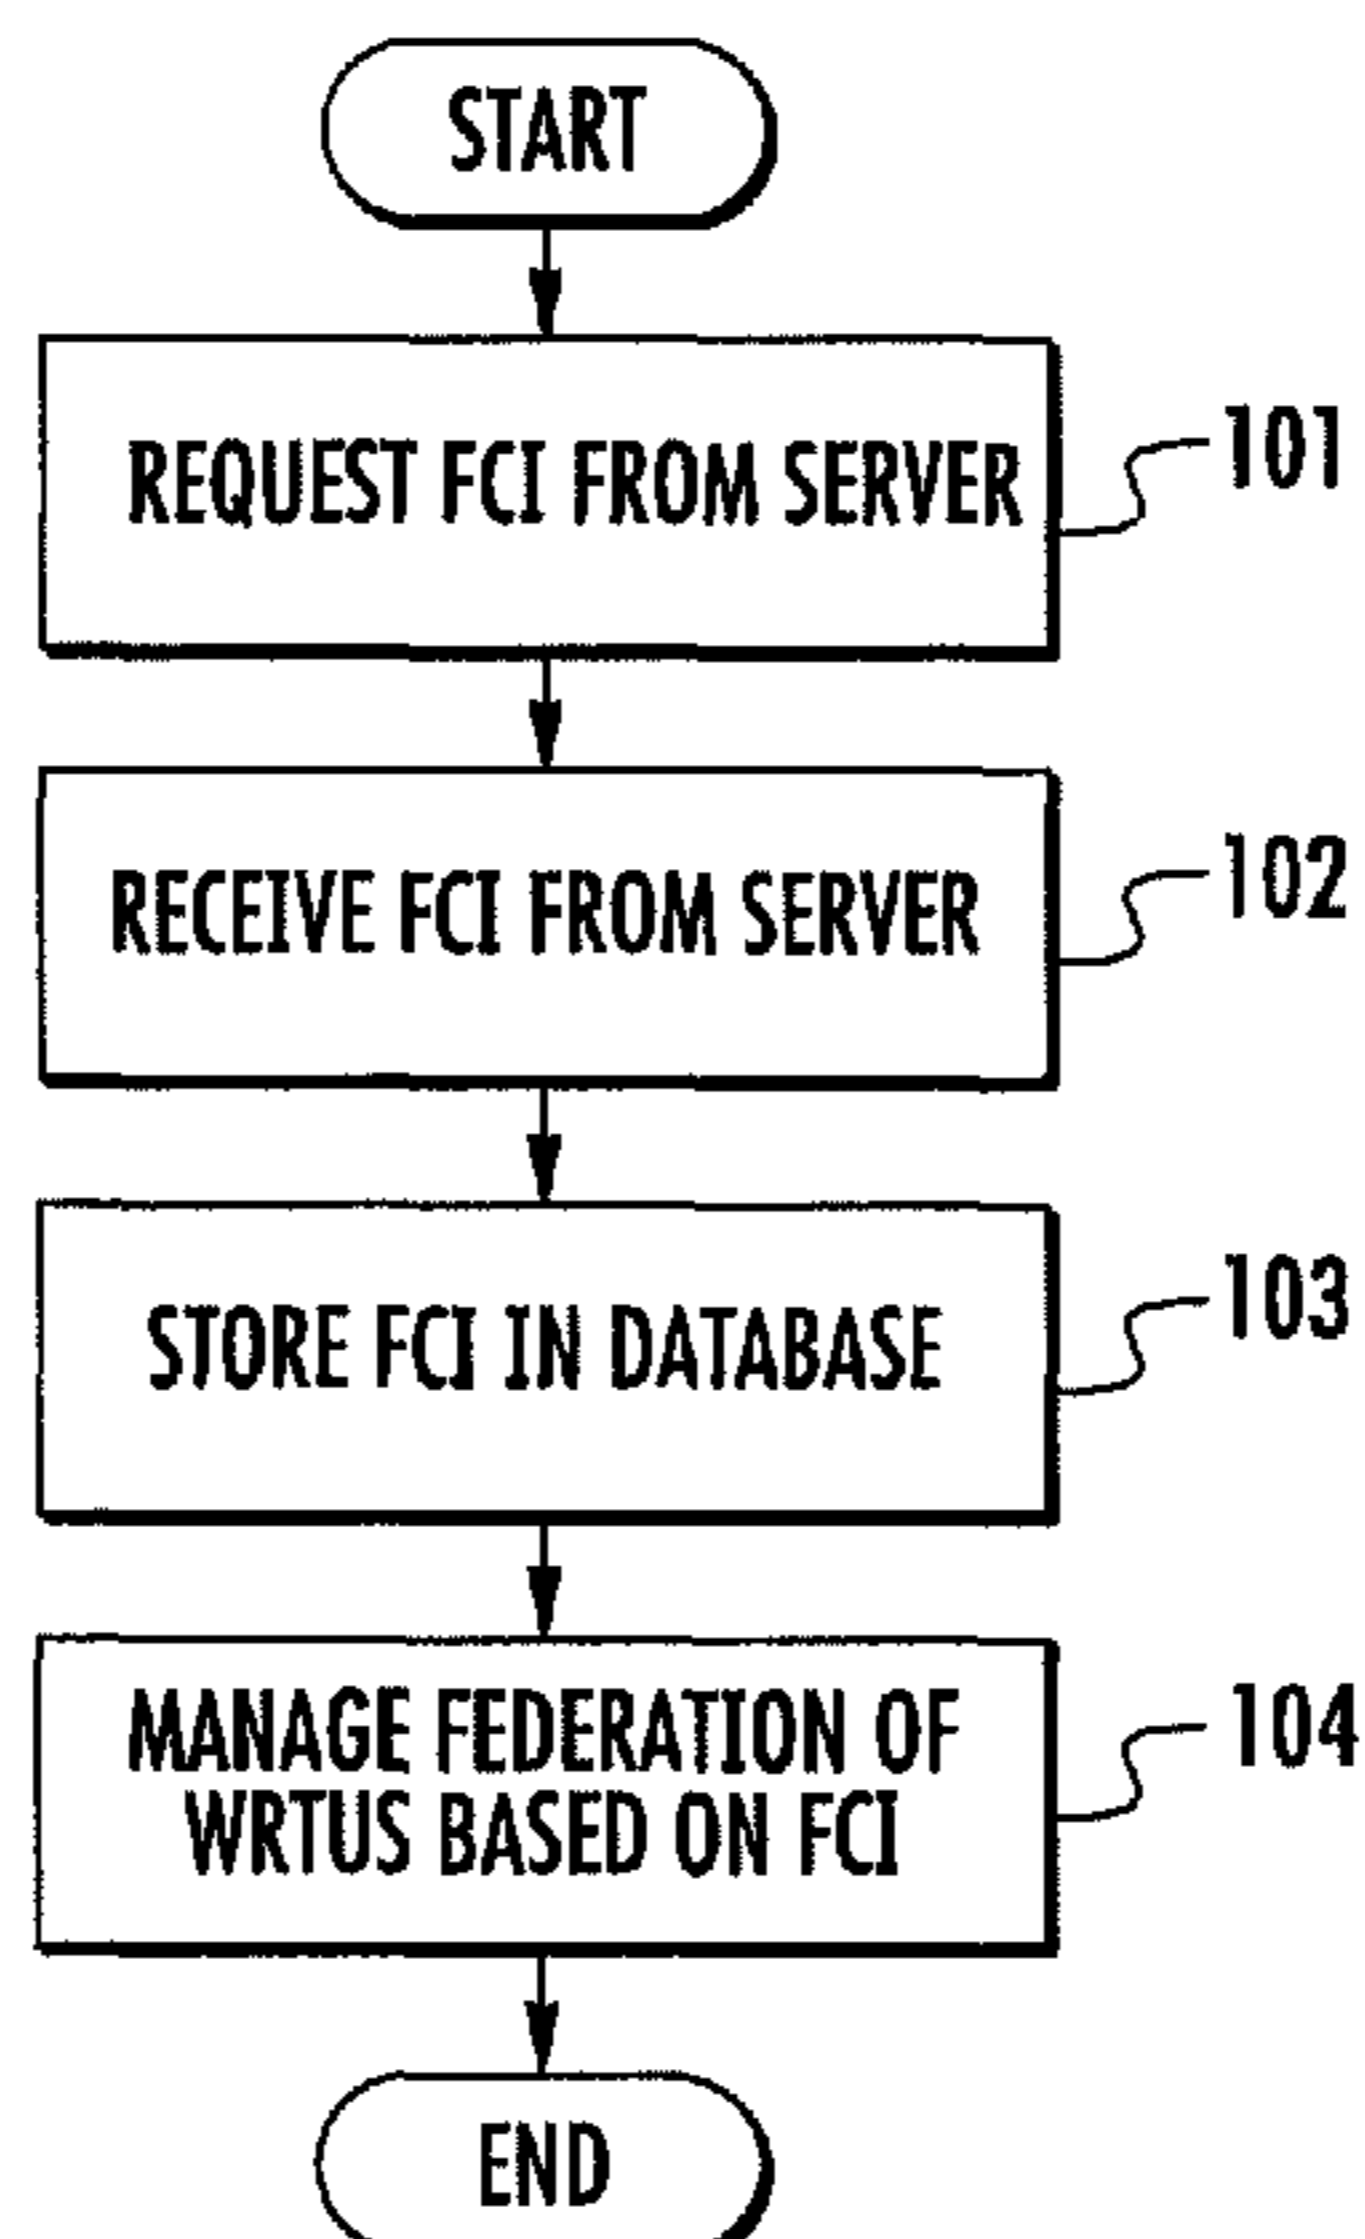 START
REQUEST FCI FROM SERVER
101
RECEIVE FCI FROM SERVER
102
STORE FCI IN DATABASE
103
MANAGE FEDERATION OF
WRTUS BASED ON FCI
104
END